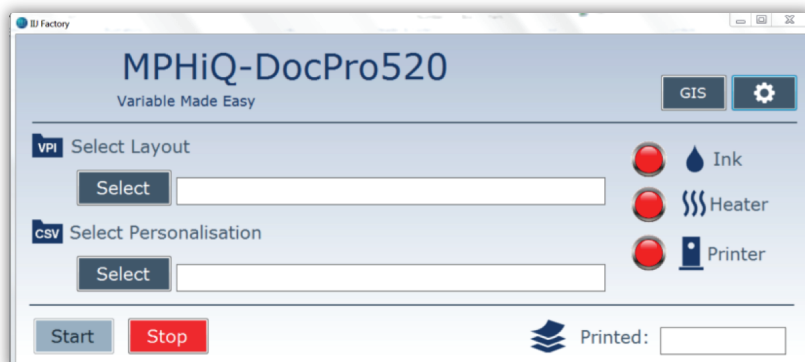 IIJ Factory
MPHiQ-DocPro520
Variable Made Easy
GIS
VPI Select Layout
Select
Ink
Heater
CSV Select Personalisation
Printer
Select
Start Stop Printed: